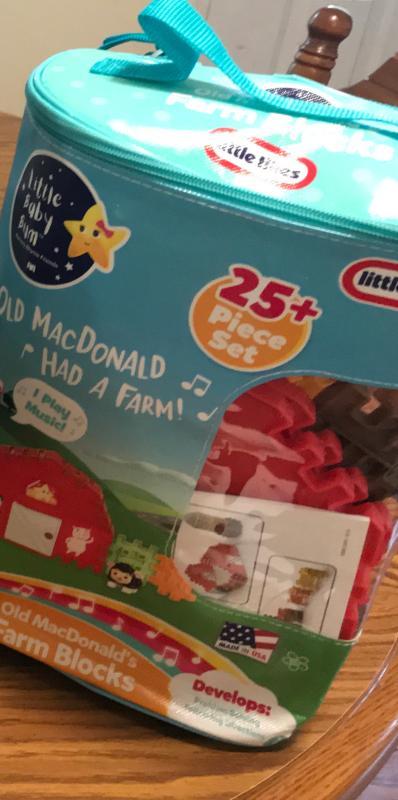 Farm Blocks
Little Tikes
Little
Baby
Bum
25+
Piece
Set
little
OLD MACDONALD
HAD A FARM!
I Play
Music!
MADE IN USA
Old MacDonald's
Farm Blocks
Develops: